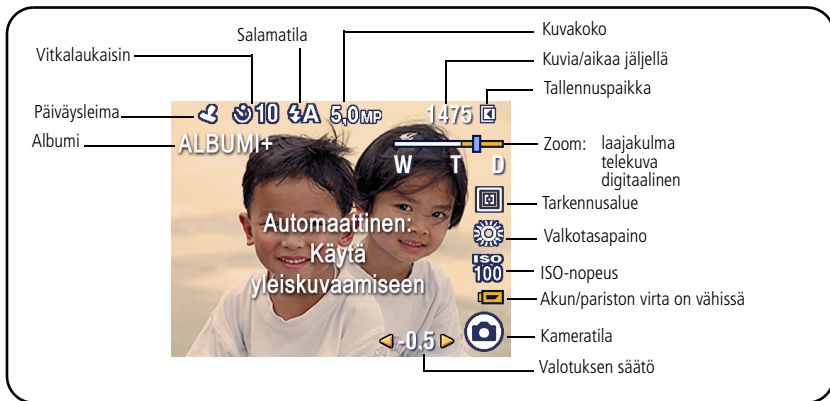 Salamatila
Kuvakoko
Vitkalaukaisin
Kuvia/aikaa jäljellä
Tallennuspaikka
Päiväysleima
10 A 5,0MP 1475
Albumi
ALBUMI+
Zoom: laajakulma
telekuva
digitaalinen
W T D
Tarkennusalue
Automaattinen:
Käytä
yleiskuvaamiseen
Valkotasapaino
ISO
100
ISO-nopeus
Akun/pariston virta on vähissä
Kameratila
-0,5
Valotuksen säätö